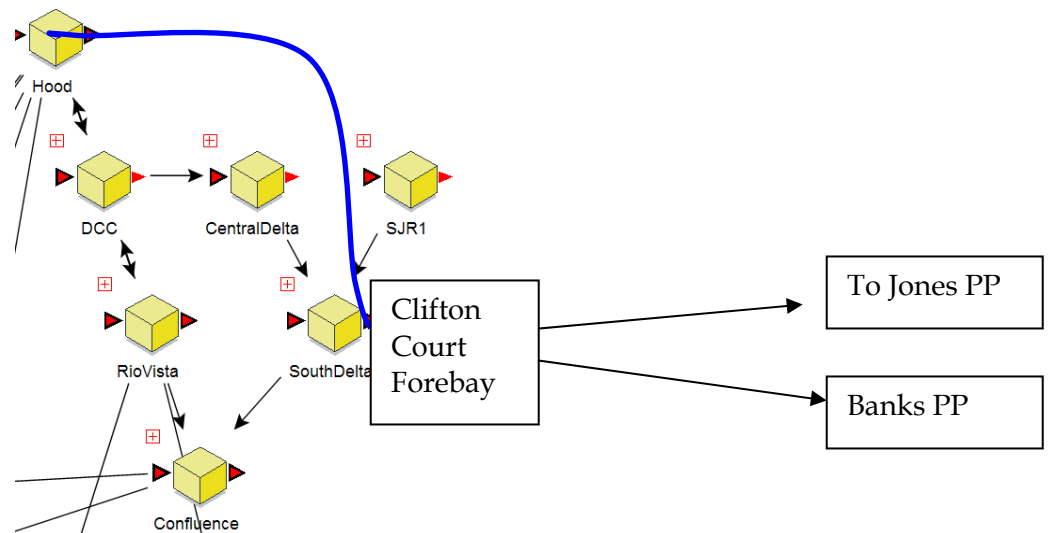 Hood
DCC
CentralDelta
SJR1
To Jones PP
Clifton
Court
Forebay
RioVista
SouthDelta
Banks PP
Confluence